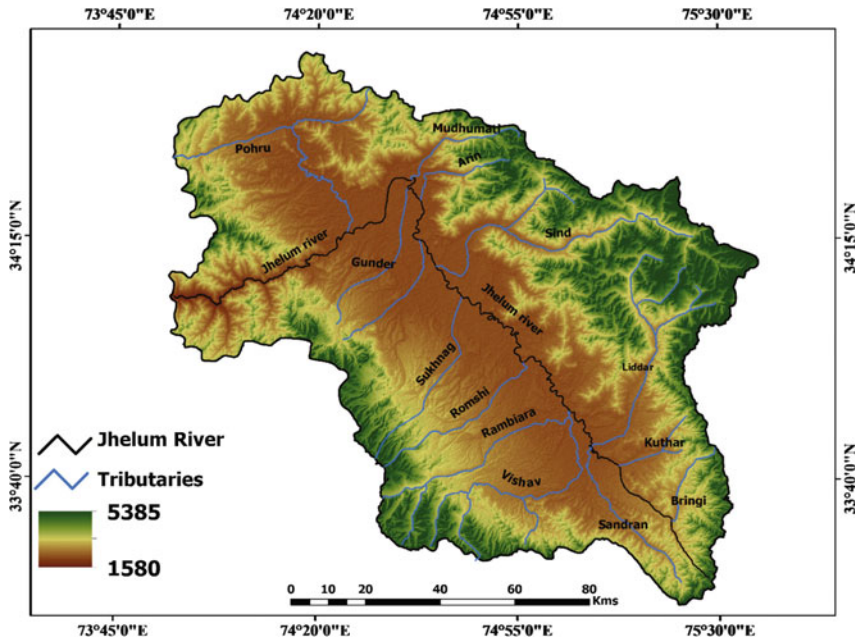 73°45'0"E 74°20'0"E 74°55'0"E 75°30'0"E
Mudhumati
Pohru
Arin
34°15'0"N
Sind
34°15'0"N
Jhelum river
Gunder
Jhelum river
Sukhnag
Liddar
Romshi
Rambiara
Jhelum River
Kuthar
Tributaries
33°40'0"N
Vishav
33°40'0"N
Bringi
5385
Sandran
1580
0 10 20 40 60 80
Kms
73°45'0"E 74°20'0"E 74°55'0"E 75°30'0"E